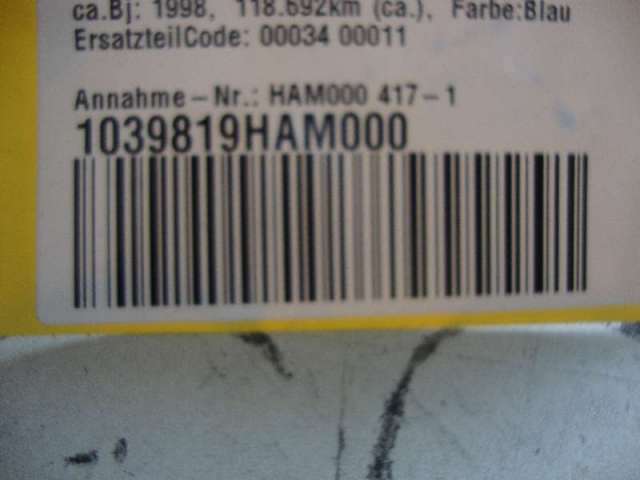 ca.Bj: 1998, 118.692km (ca.), Farbe:Blau
ErsatzteilCode: 00034 00011
Annahme-Nr.: HAM000 417-1
1039819HAM000